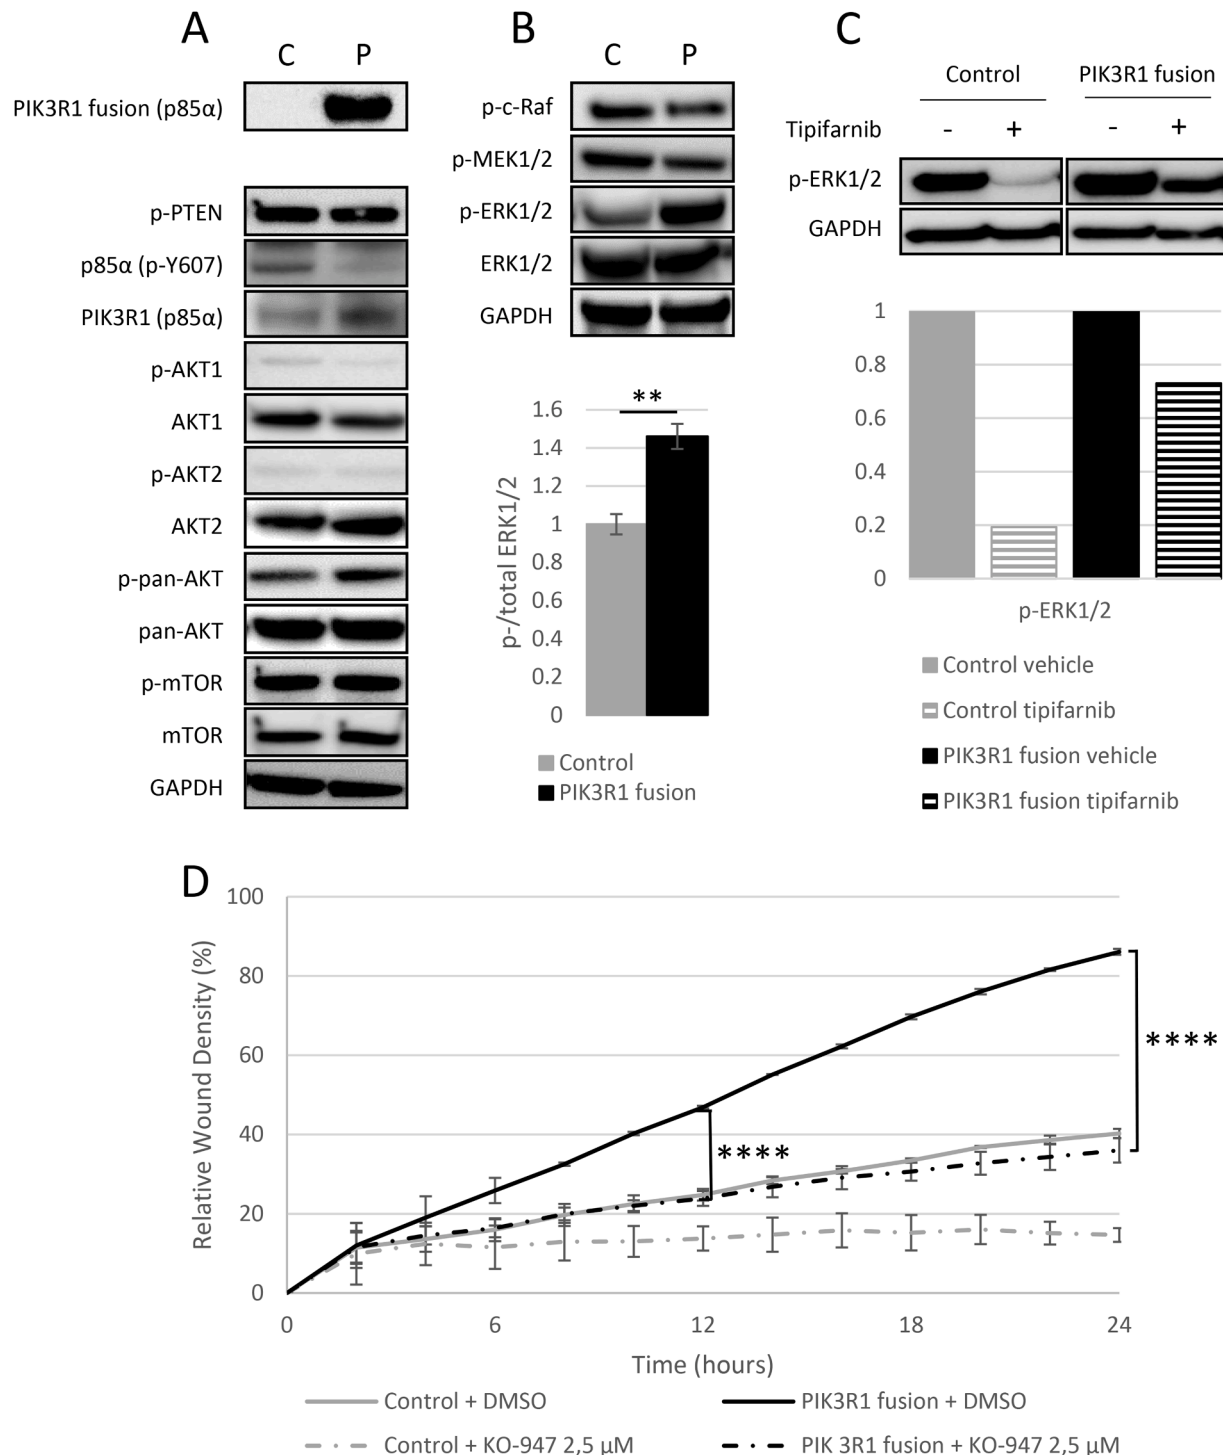 A
C P
PIK3R1 fusion (p85α)
p-PTEN
p85α (p-Y607)
PIK3R1 (p85α)
p-AKT1
AKT1
p-AKT2
AKT2
p-pan-AKT
pan-AKT
p-mTOR
mTOR
GAPDH
B
C P
p-c-Raf
p-MEK1/2
p-ERK1/2
ERK1/2
GAPDH
**
p-/total ERK1/2
1.6
1.4
1.2
1
0.8
0.6
0.4
0.2
0
Control
PIK3R1 fusion
C
Control PIK3R1 fusion
Tipifarnib - + - +
p-ERK1/2
GAPDH
1
0.8
0.6
0.4
0.2
0
p-ERK1/2
Control vehicle
Control tipifarnib
PIK3R1 fusion vehicle
PIK3R1 fusion tipifarnib
D
Relative Wound Density (%)
100
80
60
40
20
0
****
****
0 6 12 18 24
Time (hours)
Control + DMSO PIK3R1 fusion + DMSO
Control + KO-947 2,5 μM PIK 3R1 fusion + KO-947 2,5 μM